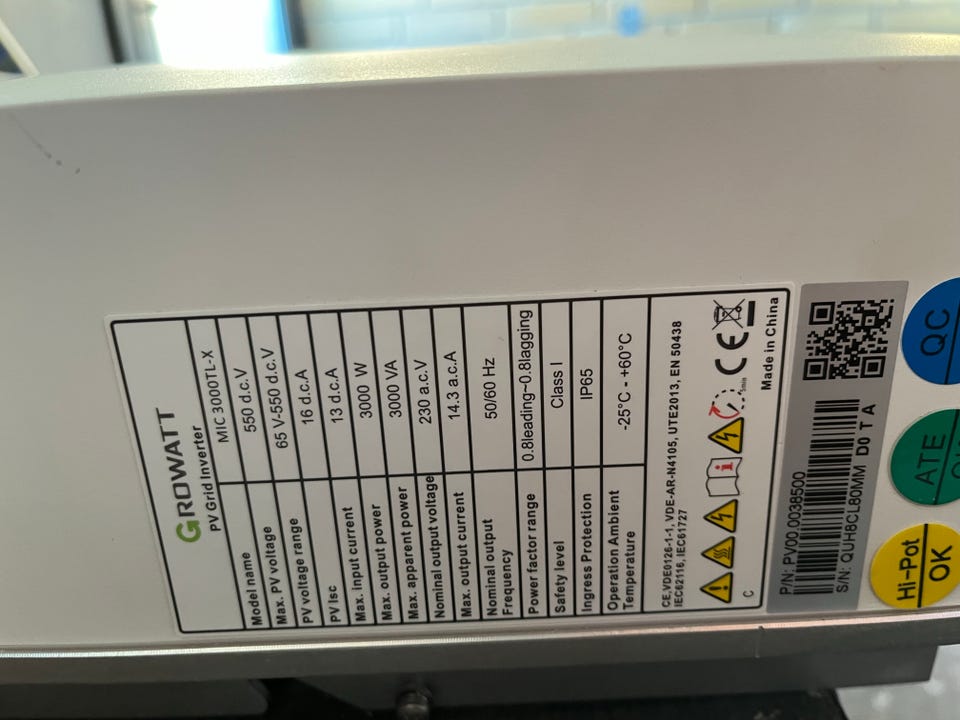 GROWATT
PV Grid Inverter
Model name MIC 3000TL-X
Max. PV voltage 550 d.c.V
PV voltage range 65 V-550 d.c.V
PV Isc 16 d.c.A
Max. input current 13 d.c.A
Max. output power 3000 W
Max. apparent power 3000 VA
Nominal output voltage 230 a.c.V
Max. output current 14.3 a.c.A
Nominal output
Frequency 50/60 Hz
Power factor range 0.8leading~0.8lagging
Safety level Class I
Ingress Protection IP65
Operation Ambient
Temperature -25°C - +60°C
CE,VDE0126-1-1, VDE-AR-N4105, UTE2013, EN 50438
IEC62116, IEC61727
5min
CE
C
Made in China
P/N: PV00.0038500
S/N: QUH8CL80MM D0 T A
Hi-Pot
OK
ATE
QC